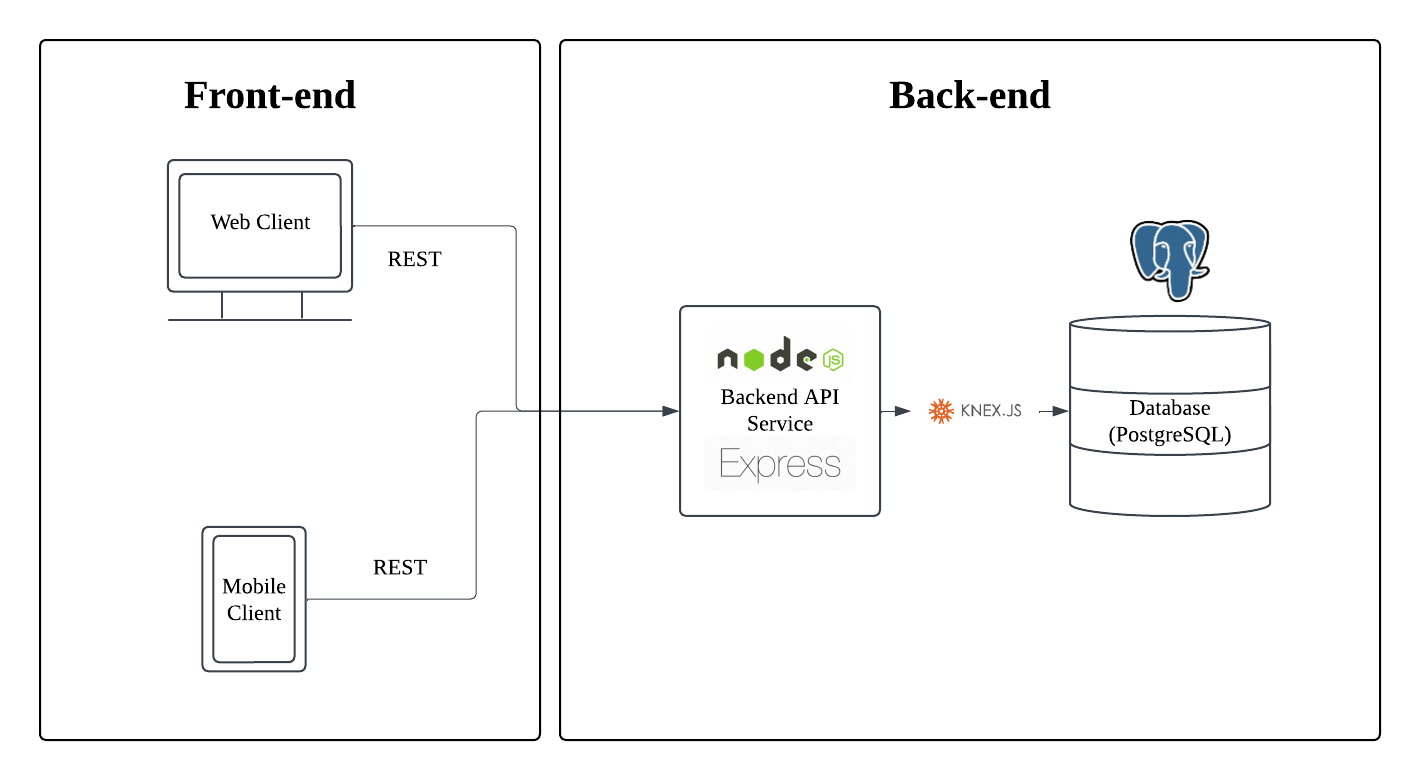 Front-end
Back-end
Web Client
REST
node
JS
Backend API
Service
Express
KNEX.JS
Database
(PostgreSQL)
REST
Mobile
Client